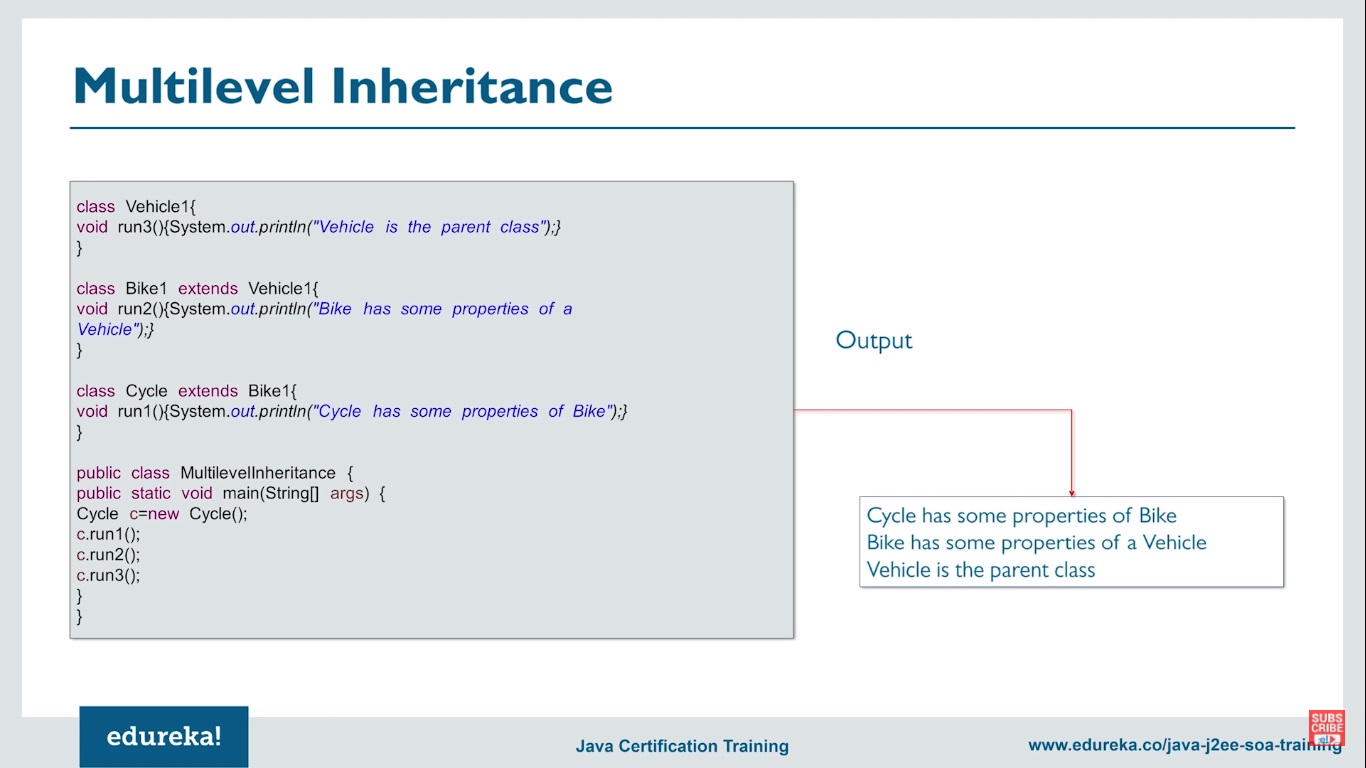 Multilevel Inheritance
class Vehicle1{
void run3(){System.out.println("Vehicle is the parent class");}
}
class Bike1 extends Vehicle1{
void run2(){System.out.println("Bike has some properties of a
Vehicle");}
}
class Cycle extends Bike1{
void run1(){System.out.println("Cycle has some properties of Bike");}
}
public class MultilevelInheritance {
public static void main(String[] args) {
Cycle c=new Cycle();
c.run1();
c.run2();
c.run3();
}
}
Output
Cycle has some properties of Bike
Bike has some properties of a Vehicle
Vehicle is the parent class
edureka!
Java Certification Training
www.edureka.co/java-j2ee-soa-training
SUBS
CRIBE